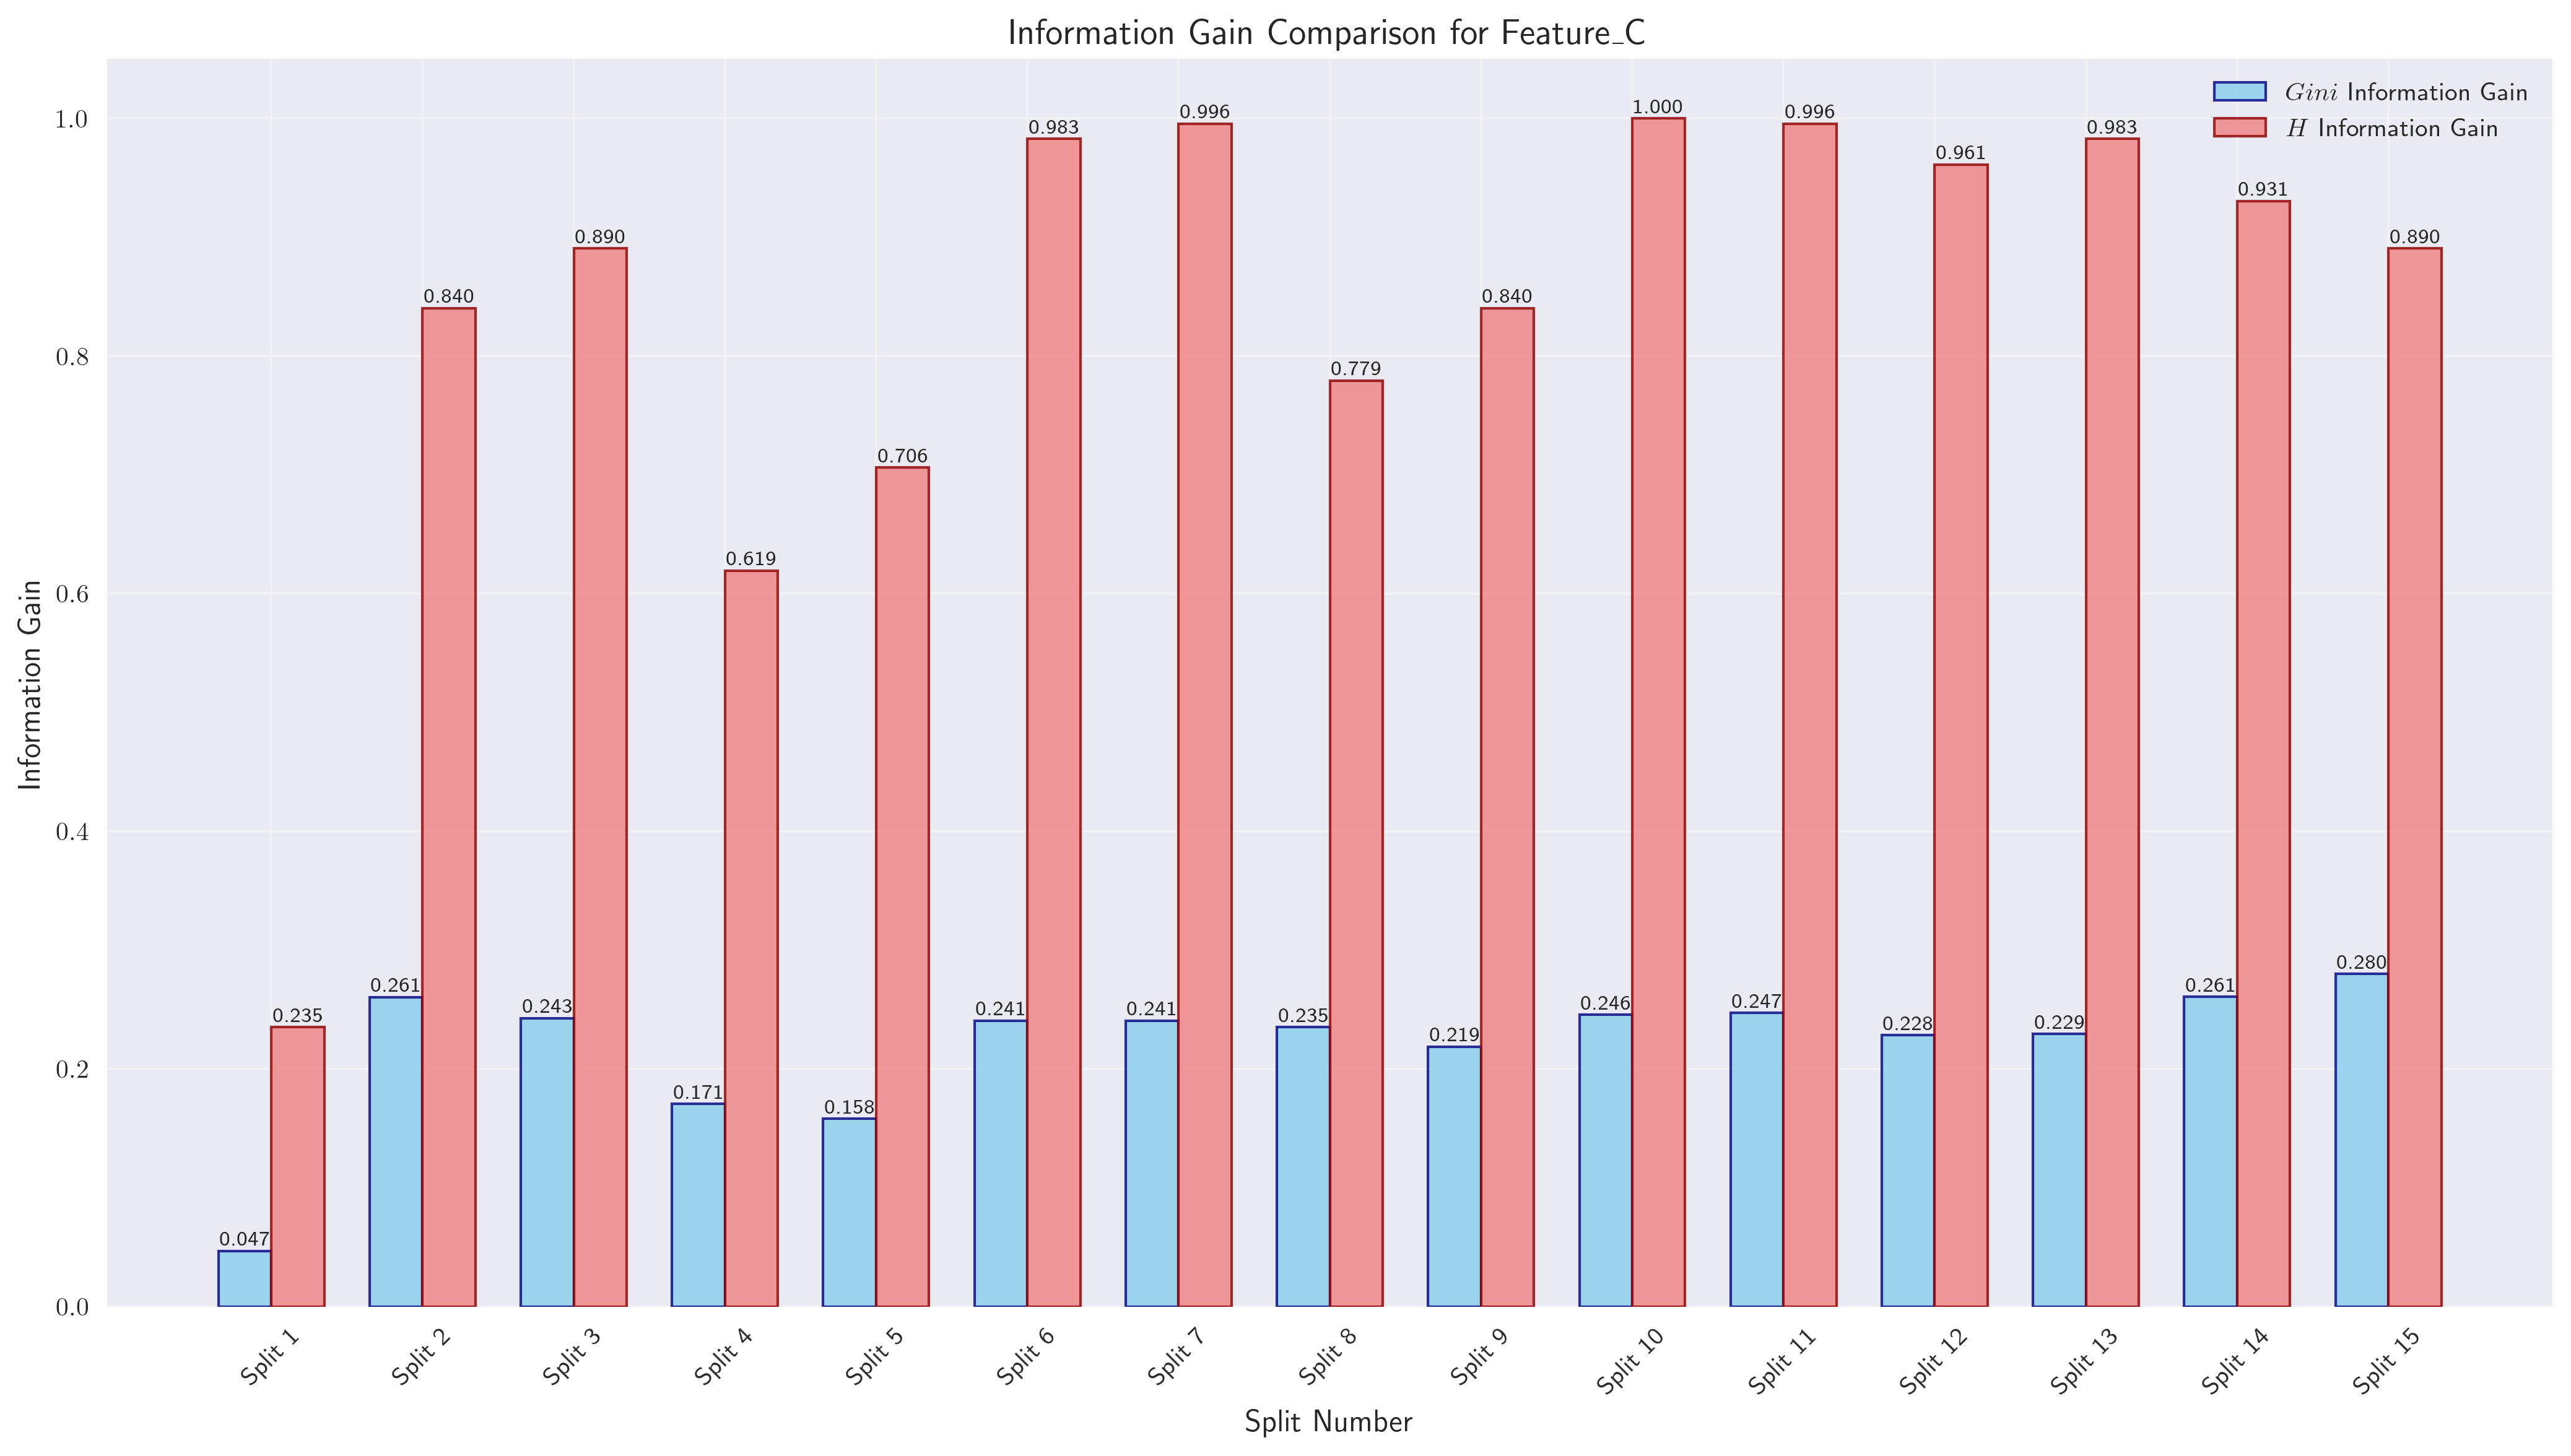 Information Gain Comparison for Feature_C
Gini Information Gain
H Information Gain
Information Gain
1.0
0.8
0.6
0.4
0.2
0.0
0.047
0.235
0.261
0.840
0.243
0.890
0.171
0.619
0.158
0.706
0.241
0.983
0.241
0.996
0.235
0.779
0.219
0.840
0.246
1.000
0.247
0.996
0.228
0.961
0.229
0.983
0.261
0.931
0.280
0.890
Split 1
Split 2
Split 3
Split 4
Split 5
Split 6
Split 7
Split 8
Split 9
Split 10
Split 11
Split 12
Split 13
Split 14
Split 15
Split Number